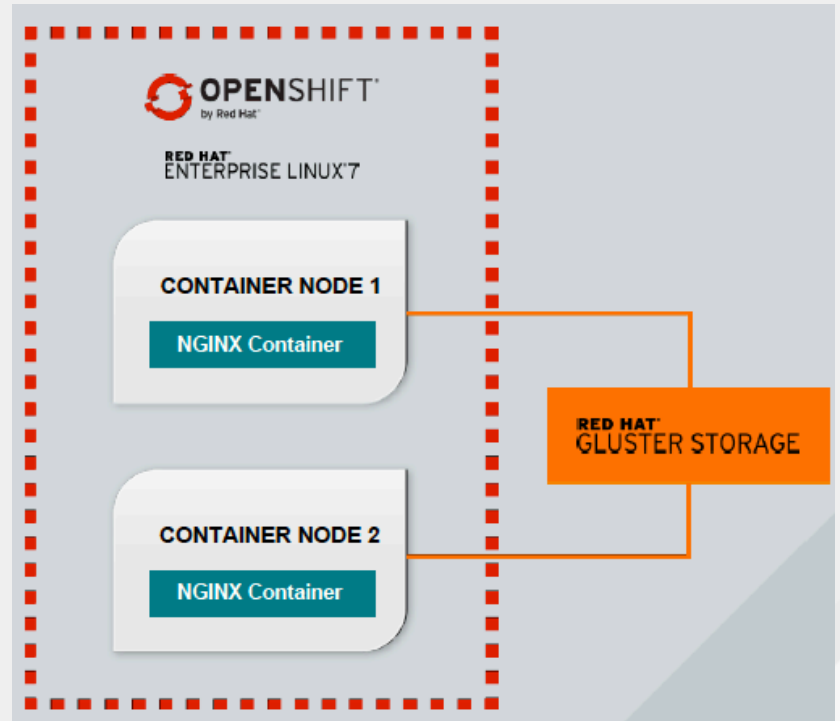 OPENSHIFT
by Red Hat
RED HAT
ENTERPRISE LINUX 7
CONTAINER NODE 1
NGINX Container
RED HAT
GLUSTER STORAGE
CONTAINER NODE 2
NGINX Container